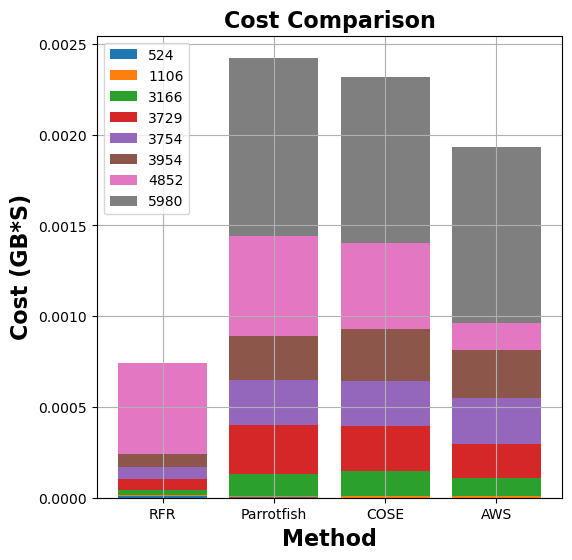 Cost Comparison
Cost (GB*S)
0.0025
0.0020
0.0015
0.0010
0.0005
0.0000
524
1106
3166
3729
3754
3954
4852
5980
RFR
Parrotfish
COSE
AWS
Method